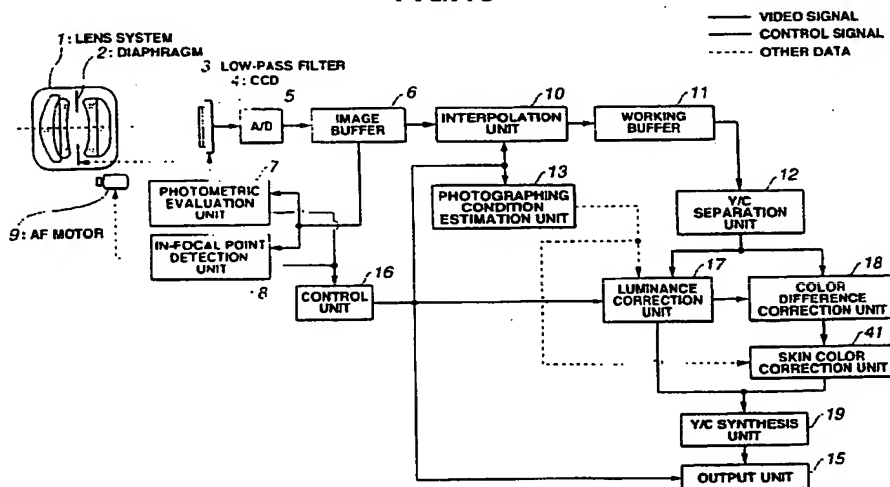 VIDEO SIGNAL
CONTROL SIGNAL
OTHER DATA
1: LENS SYSTEM
2: DIAPHRAGM
3 LOW-PASS FILTER
4: CCD
5
A/D
6
IMAGE
BUFFER
10
INTERPOLATION
UNIT
11
WORKING
BUFFER
7
PHOTOMETRIC
EVALUATION
UNIT
9: AF MOTOR
IN-FOCAL POINT
DETECTION
UNIT
8
13
PHOTOGRAPHING
CONDITION
ESTIMATION UNIT
12
Y/C
SEPARATION
UNIT
16
CONTROL
UNIT
17
LUMINANCE
CORRECTION
UNIT
18
COLOR
DIFFERENCE
CORRECTION UNIT
41
SKIN COLOR
CORRECTION UNIT
19
Y/C SYNTHESIS
UNIT
15
OUTPUT UNIT